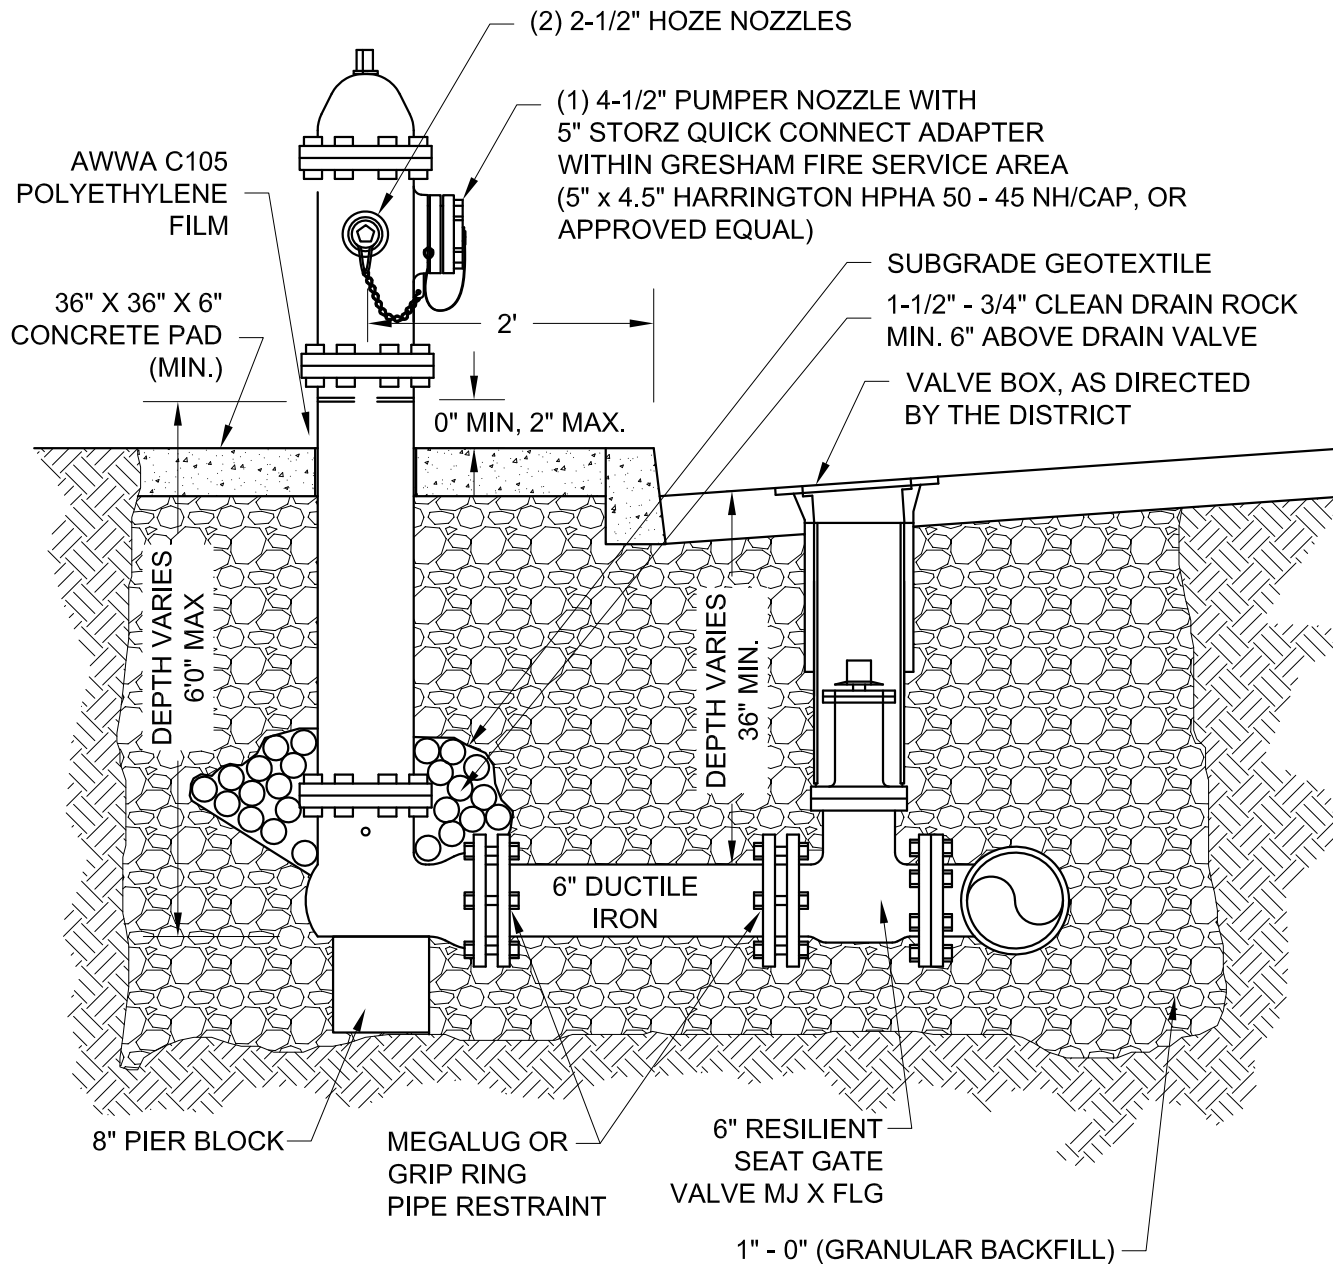 (2) 2-1/2" HOZE NOZZLES
(1) 4-1/2" PUMPER NOZZLE WITH
5" STORZ QUICK CONNECT ADAPTER
WITHIN GRESHAM FIRE SERVICE AREA
(5" x 4.5" HARRINGTON HPHA 50 - 45 NH/CAP, OR
APPROVED EQUAL)
AWWA C105
POLYETHYLENE
FILM
SUBGRADE GEOTEXTILE
36" X 36" X 6"
CONCRETE PAD
(MIN.)
1-1/2" - 3/4" CLEAN DRAIN ROCK
MIN. 6" ABOVE DRAIN VALVE
2'
VALVE BOX, AS DIRECTED
BY THE DISTRICT
0" MIN, 2" MAX.
DEPTH VARIES
6'0" MAX
DEPTH VARIES
36" MIN.
6" DUCTILE
IRON
8" PIER BLOCK
MEGALUG OR
GRIP RING
PIPE RESTRAINT
6" RESILIENT
SEAT GATE
VALVE MJ X FLG
1" - 0" (GRANULAR BACKFILL)